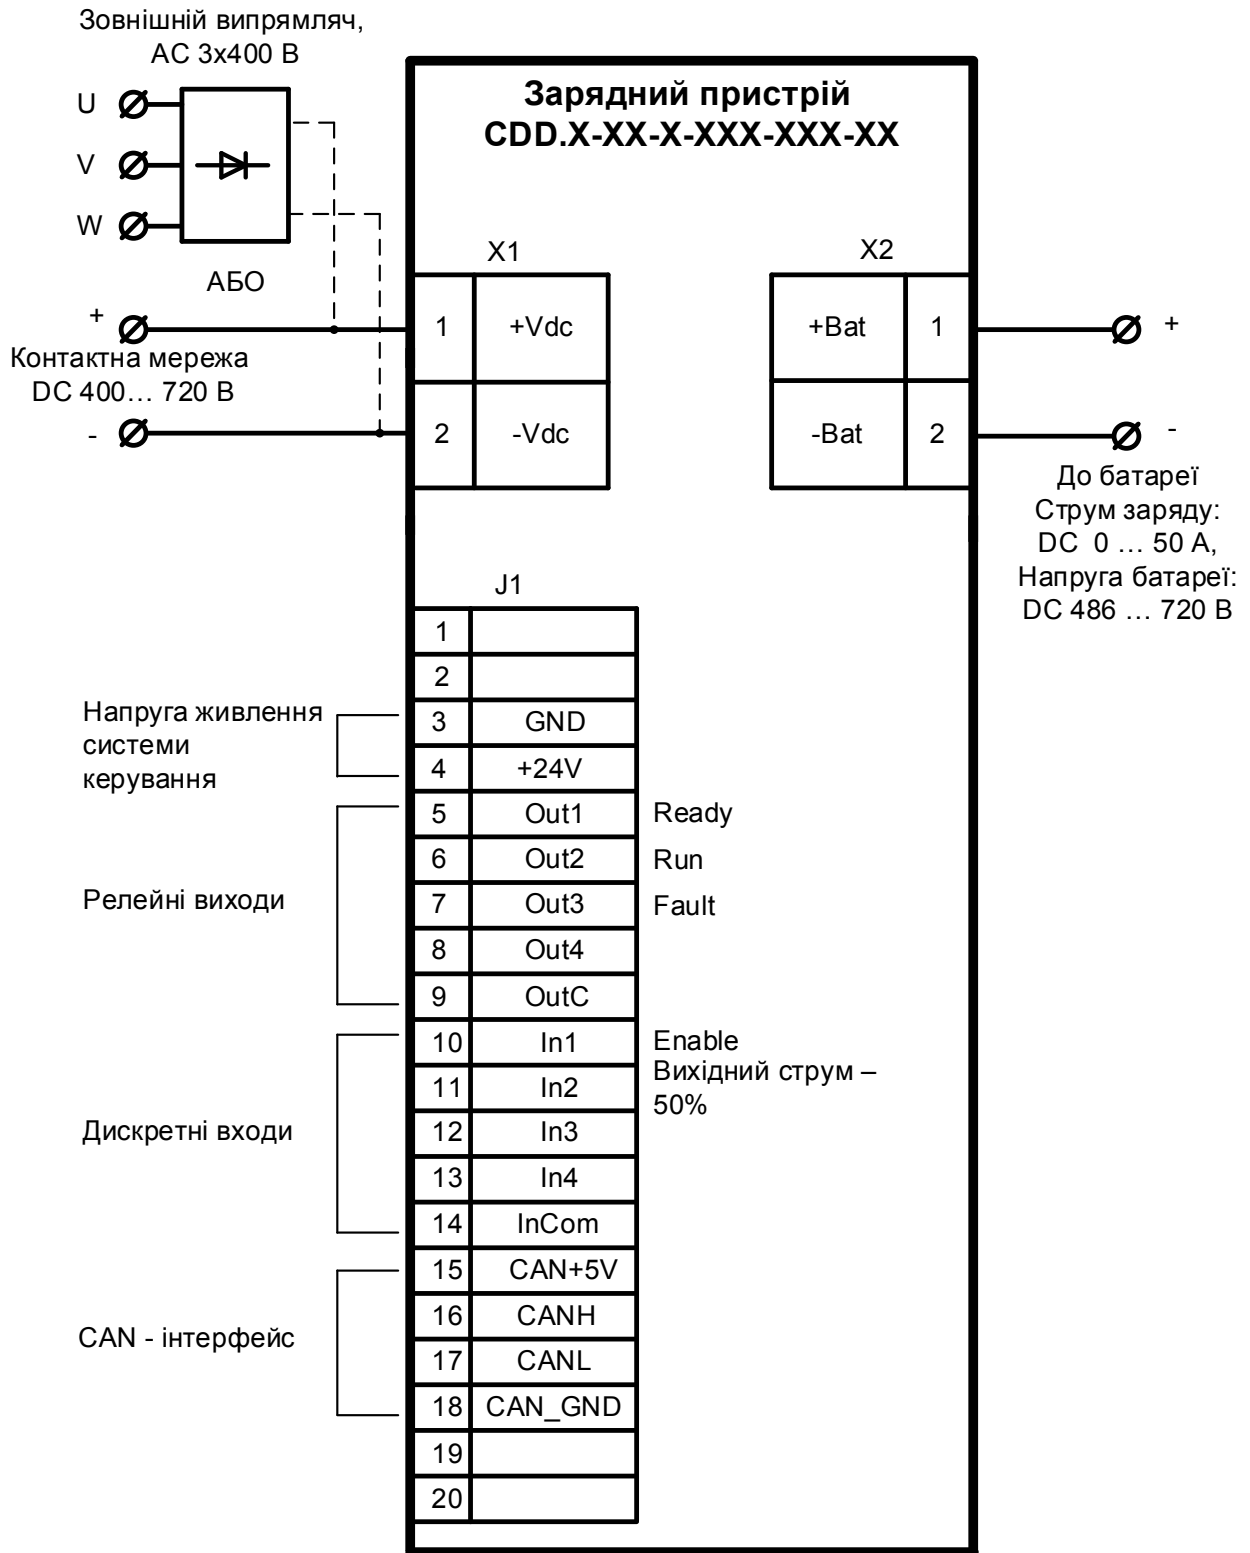 Зовнішній випрямляч,
AC 3x400 В
U
V
W
АБО
+
Контактна мережа
DC 400... 720 В
-
Зарядний пристрій
CDD.X-XX-X-XXX-XXX-XX
X1
1 +Vdc
2 -Vdc
X2
+Bat 1
-Bat 2
+
-
До батареї
Струм заряду:
DC 0 ... 50 А,
Напруга батареї:
DC 486 ... 720 В
J1
1
2
3 GND
4 +24V
5 Out1 Ready
6 Out2 Run
7 Out3 Fault
8 Out4
9 OutC
10 In1 Enable
11 In2 Вихідний струм –
50%
12 In3
13 In4
14 InCom
15 CAN+5V
16 CANH
17 CANL
18 CAN_GND
19
20
Напруга живлення
системи
керування
Релейні виходи
Дискретні входи
CAN - інтерфейс